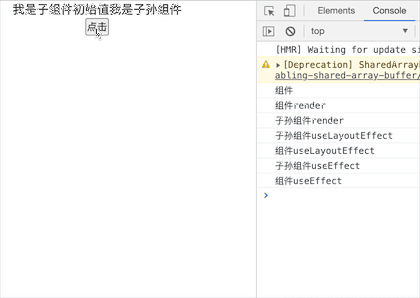 我是子组件初始值我是子孙组件
点击
Elements Console
top
[HMR] Waiting for update si
[Deprecation] SharedArrayB
abling-shared-array-buffer/
组件
组件render
子孙组件render
子孙组件useLayoutEffect
组件useLayoutEffect
子孙组件useEffect
组件useEffect